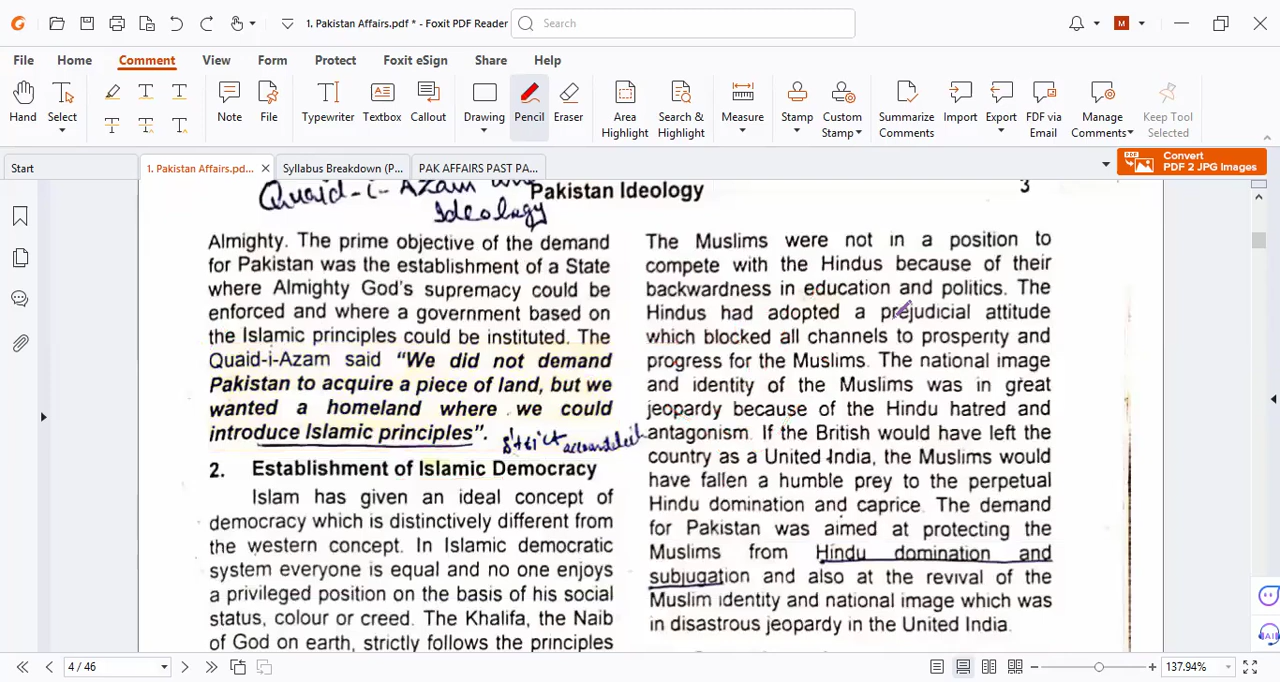 1. Pakistan Affairs.pdf * - Foxit PDF Reader
Search
M
File Home Comment View Form Protect Foxit eSign Share Help
Hand Select Note File Typewriter Textbox Callout Drawing Pencil Eraser Area Highlight Search & Highlight Measure Stamp Custom Stamp Summarize Comments Import Export FDF via Email Manage Comments Keep Tool Selected
Start
1. Pakistan Affairs.pd...
Syllabus Breakdown (P...
PAK AFFAIRS PAST PA...
Convert
PDF 2 JPG Images
Quaid-i-Azam
Ideology
Pakistan Ideology
3
Almighty. The prime objective of the demand
for Pakistan was the establishment of a State
where Almighty God's supremacy could be
enforced and where a government based on
the Islamic principles could be instituted. The
Quaid-i-Azam said "We did not demand
Pakistan to acquire a piece of land, but we
wanted a homeland where we could
introduce Islamic principles".
Strict
2. Establishment of Islamic Democracy
Islam has given an ideal concept of
democracy which is distinctively different from
the western concept. In Islamic democratic
system everyone is equal and no one enjoys
a privileged position on the basis of his social
status, colour or creed. The Khalifa, the Naib
of God on earth, strictly follows the principles
The Muslims were not in a position to
compete with the Hindus because of their
backwardness in education and politics. The
Hindus had adopted a prejudicial attitude
which blocked all channels to prosperity and
progress for the Muslims. The national image
and identity of the Muslims was in great
jeopardy because of the Hindu hatred and
antagonism. If the British would have left the
country as a United India, the Muslims would
have fallen a humble prey to the perpetual
Hindu domination and caprice. The demand
for Pakistan was aimed at protecting the
Muslims from Hindu domination and
subjugation and also at the revival of the
Muslim identity and national image which was
in disastrous jeopardy in the United India.
4 / 46
137.94%